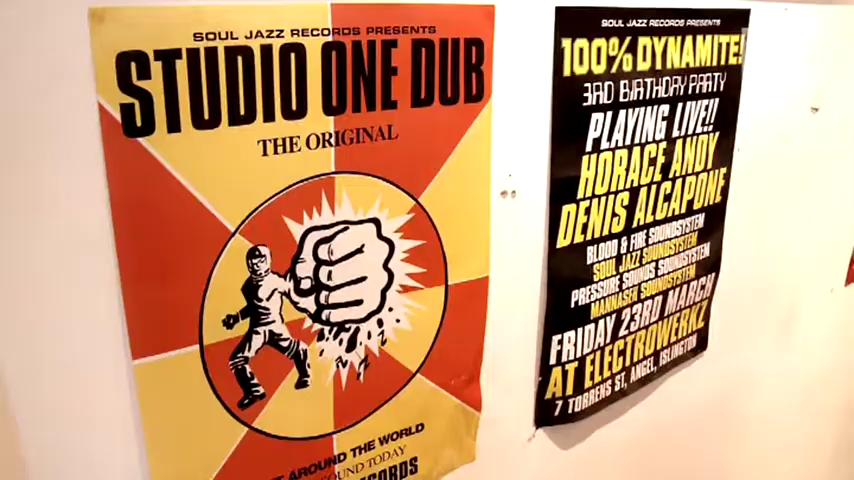 SOUL JAZZ RECORDS PRESENTS
STUDIO ONE DUB
THE ORIGINAL
AROUND THE WORLD
SOUND TODAY
RECORDS
SOUL JAZZ RECORDS PRESENTS
100% DYNAMITE!
3RD BIRTHDAY PARTY
PLAYING LIVE!!
HORACE ANDY
DENIS ALCAPONE
BLOOD & FIRE SOUNDSYSTEM
SOUL JAZZ SOUNDSYSTEM
PRESSURE SOUNDS SOUNDSYSTEM
MANNASEH SOUNDSYSTEM
FRIDAY 23RD MARCH
AT ELECTROWERKZ
7 TORRENS ST, ANGEL, ISLINGTON